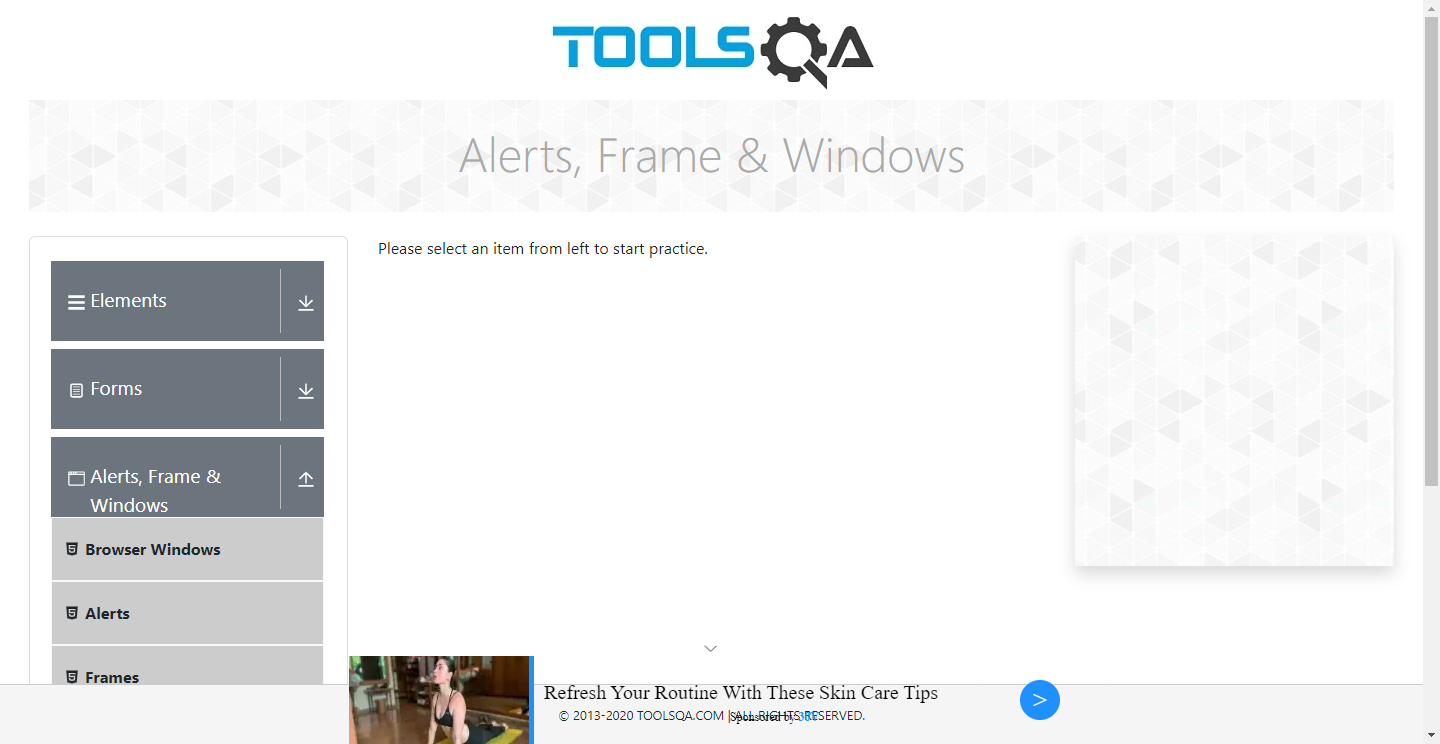 TOOLSQA
Alerts, Frame & Windows
Please select an item from left to start practice.
Elements
Forms
Alerts, Frame &
Windows
Browser Windows
Alerts
Frames
Refresh Your Routine With These Skin Care Tips
>
© 2013-2020 TOOLSQA.COM | ALL RIGHTS RESERVED.
Sponsored by